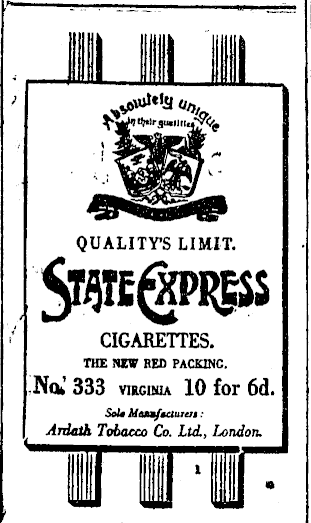 Absolutely unique
in their qualities
QUALITY'S LIMIT.
STATE EXPRESS
CIGARETTES.
THE NEW RED PACKING.
No. 333 VIRGINIA 10 for 6d.
Sole Manufacturers:
Ardath Tobacco Co. Ltd., London.
1